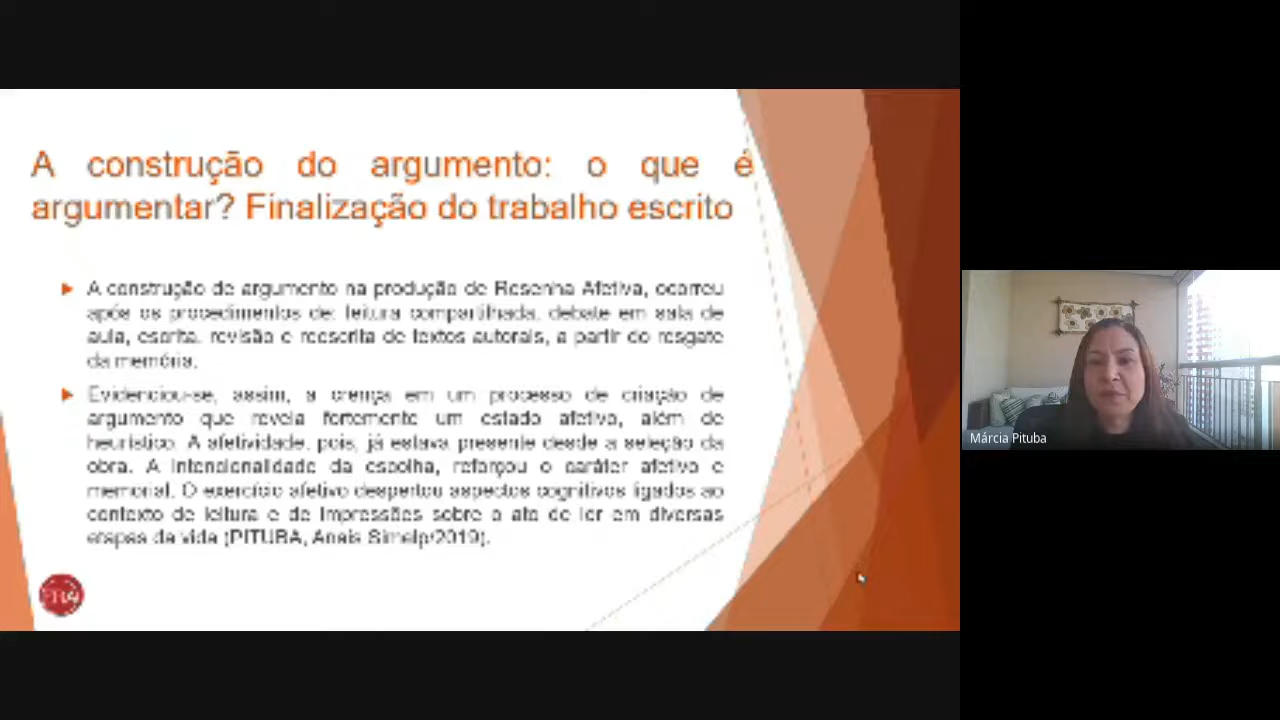 A construção do argumento: o que é
argumentar? Finalização do trabalho escrito
A construção de argumento na produção de Resenha Afetiva, ocorreu
após os procedimentos de: leitura compartilhada, debate em sala de
aula, escrita, revisão e reescrita de textos autorais, a partir do resgate
da memória.
Evidenciou-se, assim, a crença em um processo de criação de
argumento que revela fortemente um estado afetivo, além de
heurístico. A afetividade, pois, já estava presente desde a seleção da
obra. A intencionalidade da escolha, reforçou o caráter afetivo e
memorial. O exercício afetivo despertou aspectos cognitivos ligados ao
contexto de leitura e de impressões sobre o ato de ler em diversas
etapas da vida (PITUBA, Anais Simelp/2019).
Márcia Pituba